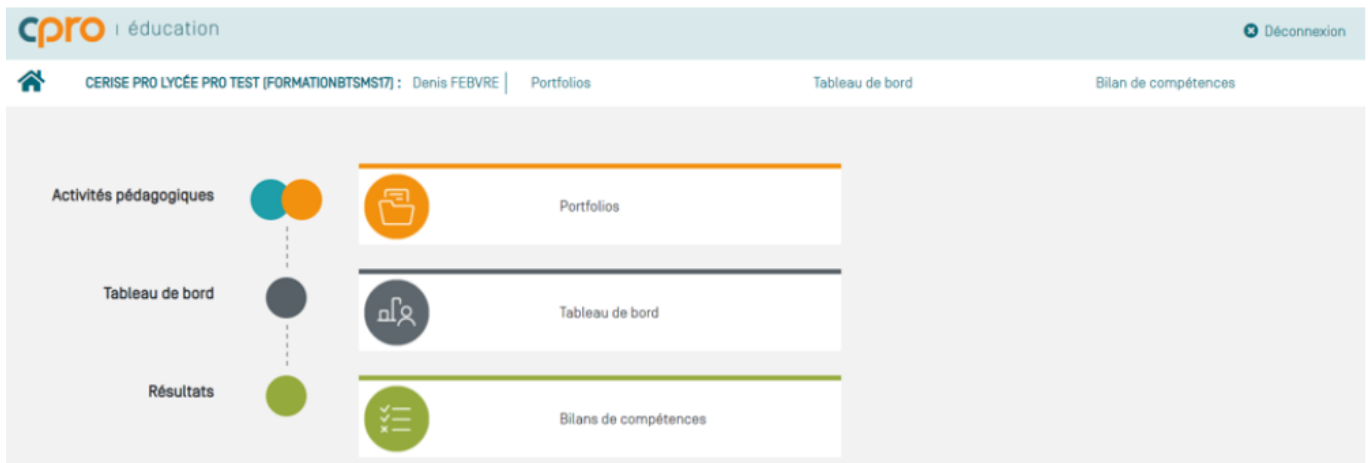 cpro éducation
Déconnexion
CERISE PRO LYCÉE PRO TEST (FORMATIONBTSMS17) : Denis FEBVRE Portfolios Tableau de bord Bilan de compétences
Activités pédagogiques
Portfolios
Tableau de bord
Tableau de bord
Résultats
Bilans de compétences